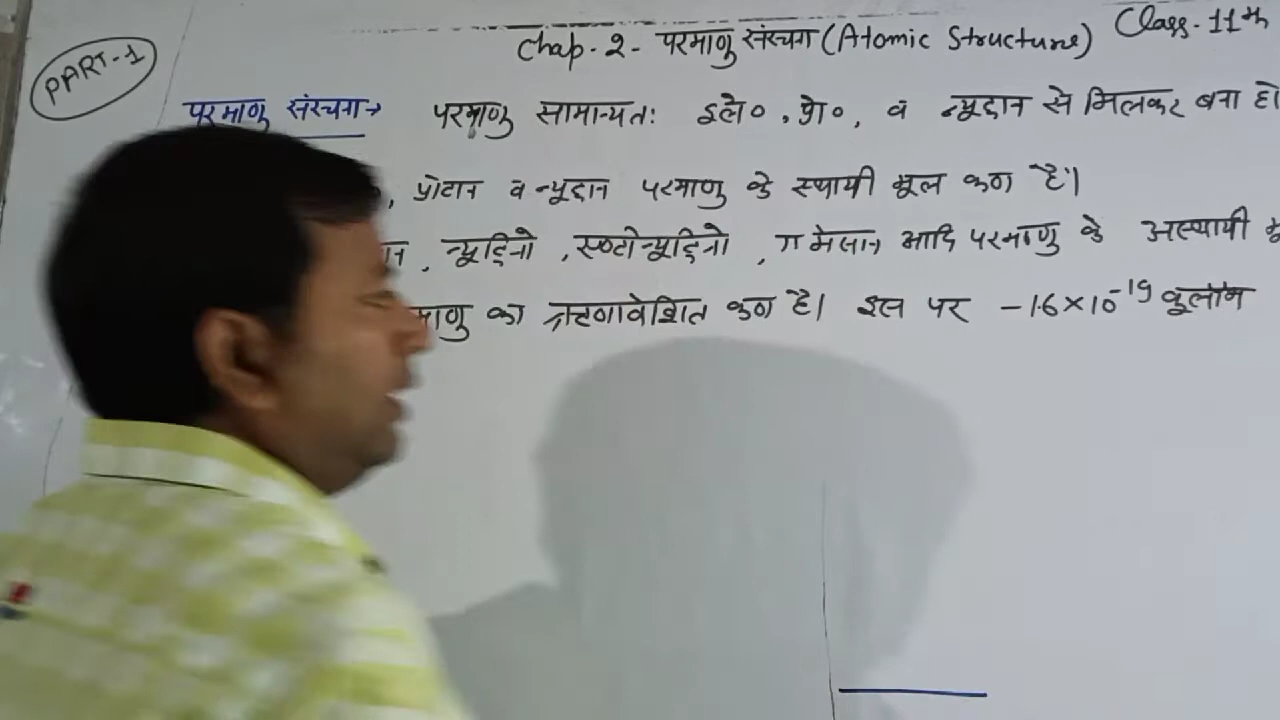 PART-1
Chap-2- परमाणु संरचना (Atomic Structure) Class-11th
परमाणु संरचना→ परमाणु सामान्यतः इले०, प्रो०, व न्यूट्रान से मिलकर बना हो
, प्रोटान व न्यूट्रान परमाणु के स्थायी मूल कण हैं।
न, न्यूट्रिनो, एण्टीन्यूट्रिनो, π मेसान आदि परमाणु के अस्थायी
माणु का ऋणावेशित कण है। इस पर -1.6×10⁻¹⁹ कूलॉम